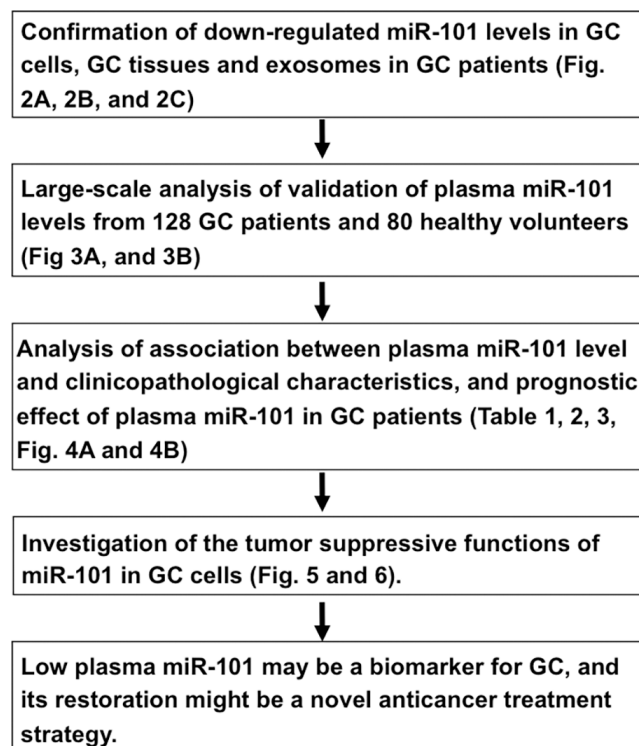 Confirmation of down-regulated miR-101 levels in GC
cells, GC tissues and exosomes in GC patients (Fig.
2A, 2B, and 2C)
Large-scale analysis of validation of plasma miR-101
levels from 128 GC patients and 80 healthy volunteers
(Fig 3A, and 3B)
Analysis of association between plasma miR-101 level
and clinicopathological characteristics, and prognostic
effect of plasma miR-101 in GC patients (Table 1, 2, 3,
Fig. 4A and 4B)
Investigation of the tumor suppressive functions of
miR-101 in GC cells (Fig. 5 and 6).
Low plasma miR-101 may be a biomarker for GC, and
its restoration might be a novel anticancer treatment
strategy.